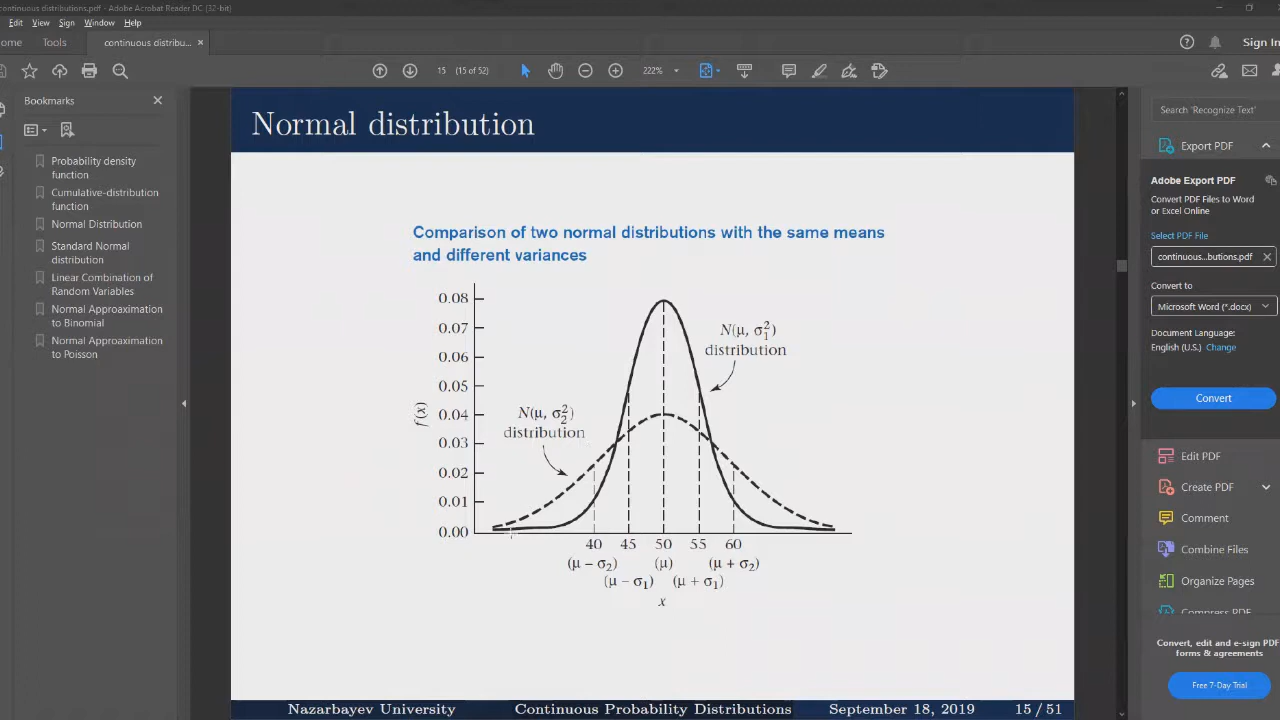 continuous distributions.pdf - Adobe Acrobat Reader DC (32-bit)
Edit View Sign Window Help
ome Tools continuous distribu... ×
Sign In
15 (15 of 52) 222%
Bookmarks
Probability density
function
Cumulative-distribution
function
Normal Distribution
Standard Normal
distribution
Linear Combination of
Random Variables
Normal Approaximation
to Binomial
Normal Approaximation
to Poisson
Normal distribution
Comparison of two normal distributions with the same means
and different variances
0.08
0.07
0.06
0.05
0.04
0.03
0.02
0.01
0.00
f(x)
N(μ, σ₁²)
distribution
N(μ, σ₂²)
distribution
40 45 50 55 60
(μ − σ₂) (μ) (μ + σ₂)
(μ − σ₁) (μ + σ₁)
x
Nazarbayev University Continuous Probability Distributions September 18, 2019 15 / 51
Search 'Recognize Text'
Export PDF
Adobe Export PDF
Convert PDF Files to Word
or Excel Online
Select PDF File
continuous...butions.pdf ×
Convert to
Microsoft Word (*.docx)
Document Language:
English (U.S.) Change
Convert
Edit PDF
Create PDF
Comment
Combine Files
Organize Pages
Compress PDF
Convert, edit and e-sign PDF
forms & agreements
Free 7-Day Trial